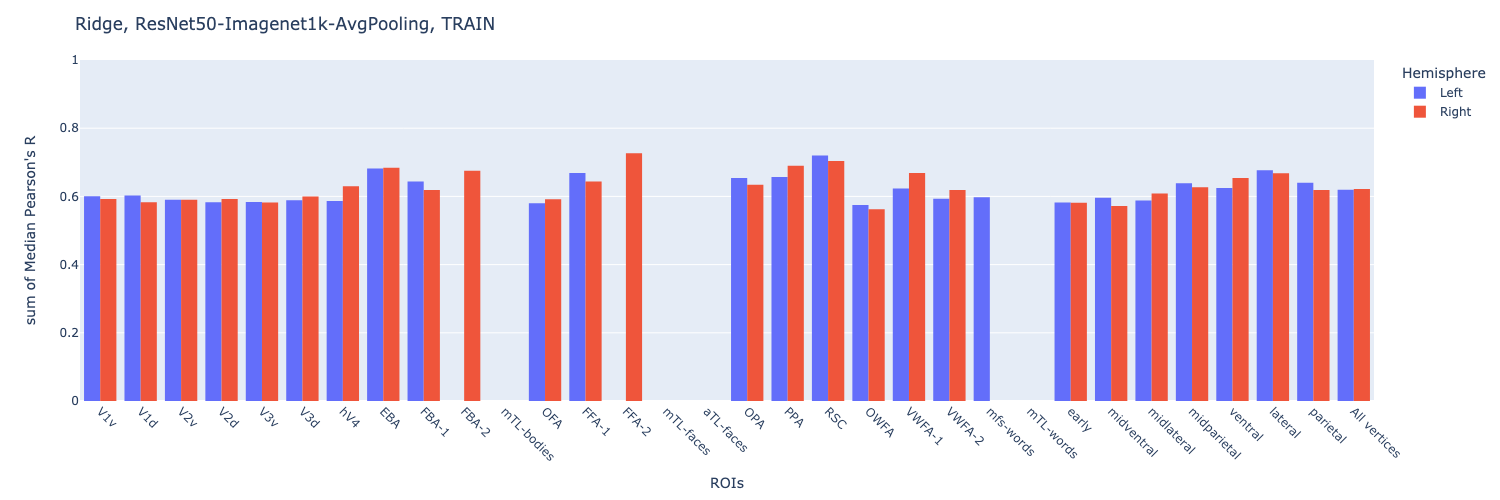 Ridge, ResNet50-Imagenet1k-AvgPooling, TRAIN
Hemisphere
Left
Right
sum of Median Pearson's R
1
0.8
0.6
0.4
0.2
0
V1v
V1d
V2v
V2d
V3v
V3d
hV4
EBA
FBA-1
FBA-2
mTL-bodies
OFA
FFA-1
FFA-2
mTL-faces
aTL-faces
OPA
PPA
RSC
OWFA
VWFA-1
VWFA-2
mfs-words
mTL-words
early
midventral
midlateral
midparietal
ventral
lateral
parietal
All vertices
ROIs